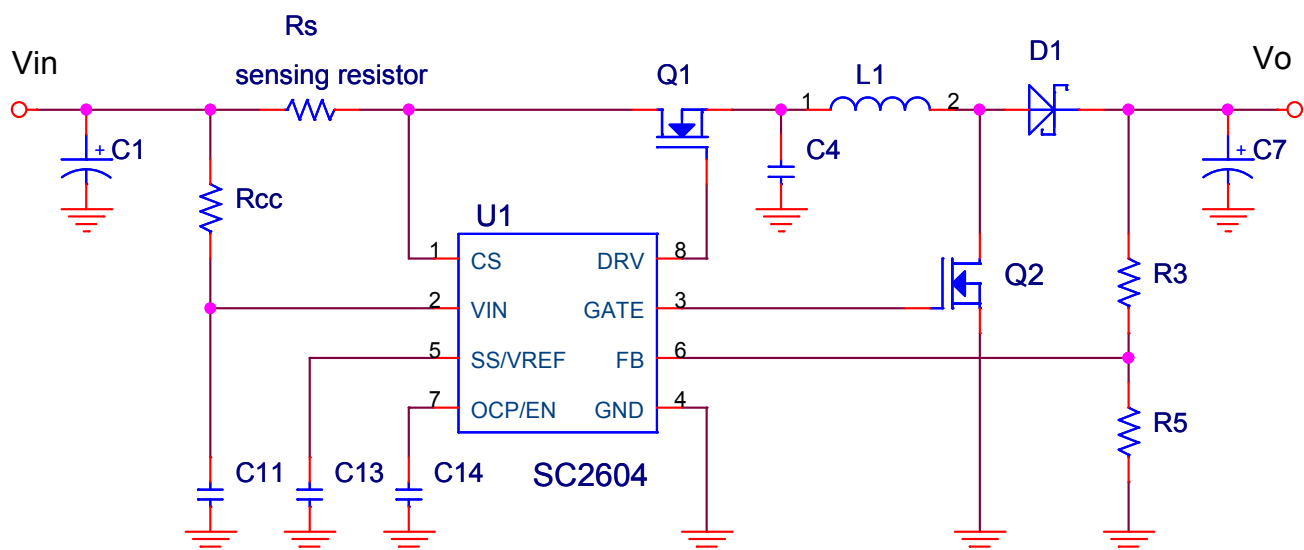 Rs
Vin
sensing resistor
Q1
L1
D1
Vo
1
2
+ C1
C4
+ C7
Rcc
U1
1
CS
DRV
8
2
VIN
GATE
3
Q2
R3
5
SS/VREF
FB
6
7
OCP/EN
GND
4
R5
C11
C13
C14
SC2604